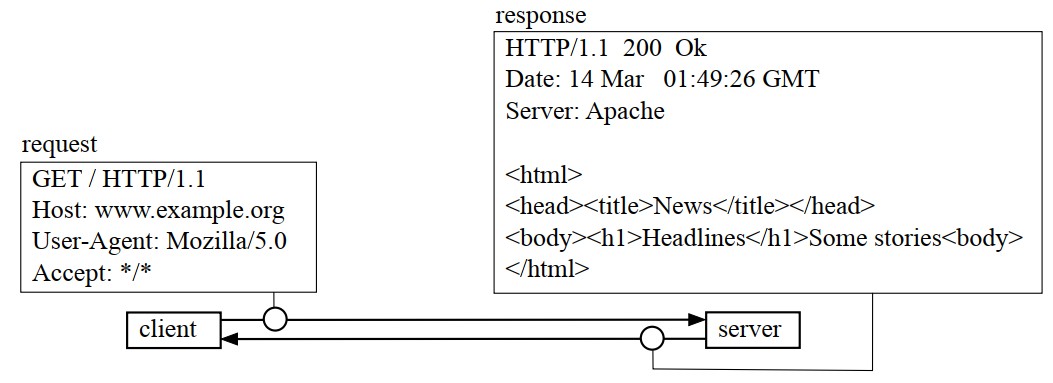 response
HTTP/1.1 200 Ok
Date: 14 Mar 01:49:26 GMT
Server: Apache
<html>
<head><title>News</title></head>
<body><h1>Headlines</h1>Some stories<body>
</html>
request
GET / HTTP/1.1
Host: www.example.org
User-Agent: Mozilla/5.0
Accept: */*
client
server